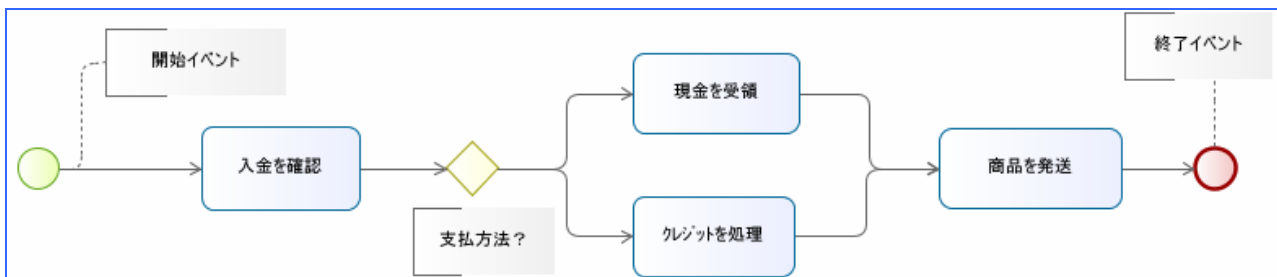 開始イベント
終了イベント
現金を受領
入金を確認
商品を発送
支払方法？
クレジットを処理